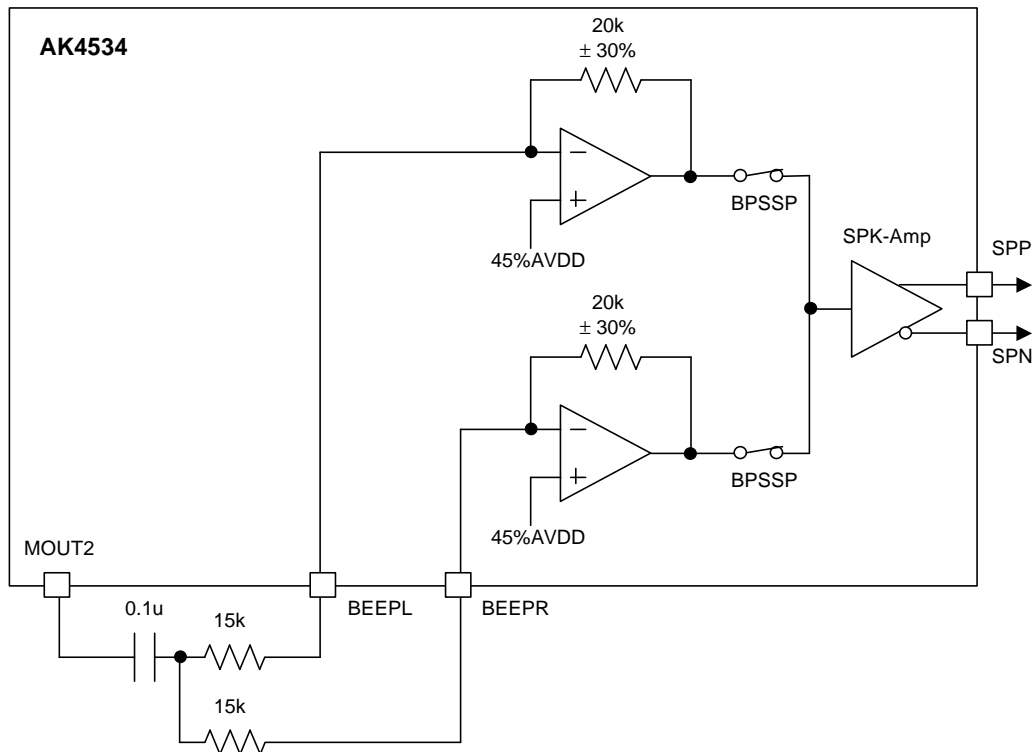 AK4534
20k
± 30%
BPSSP
45%AVDD
SPK-Amp
SPP
SPN
20k
± 30%
BPSSP
45%AVDD
MOUT2
BEEPL
BEEPR
0.1u
15k
15k